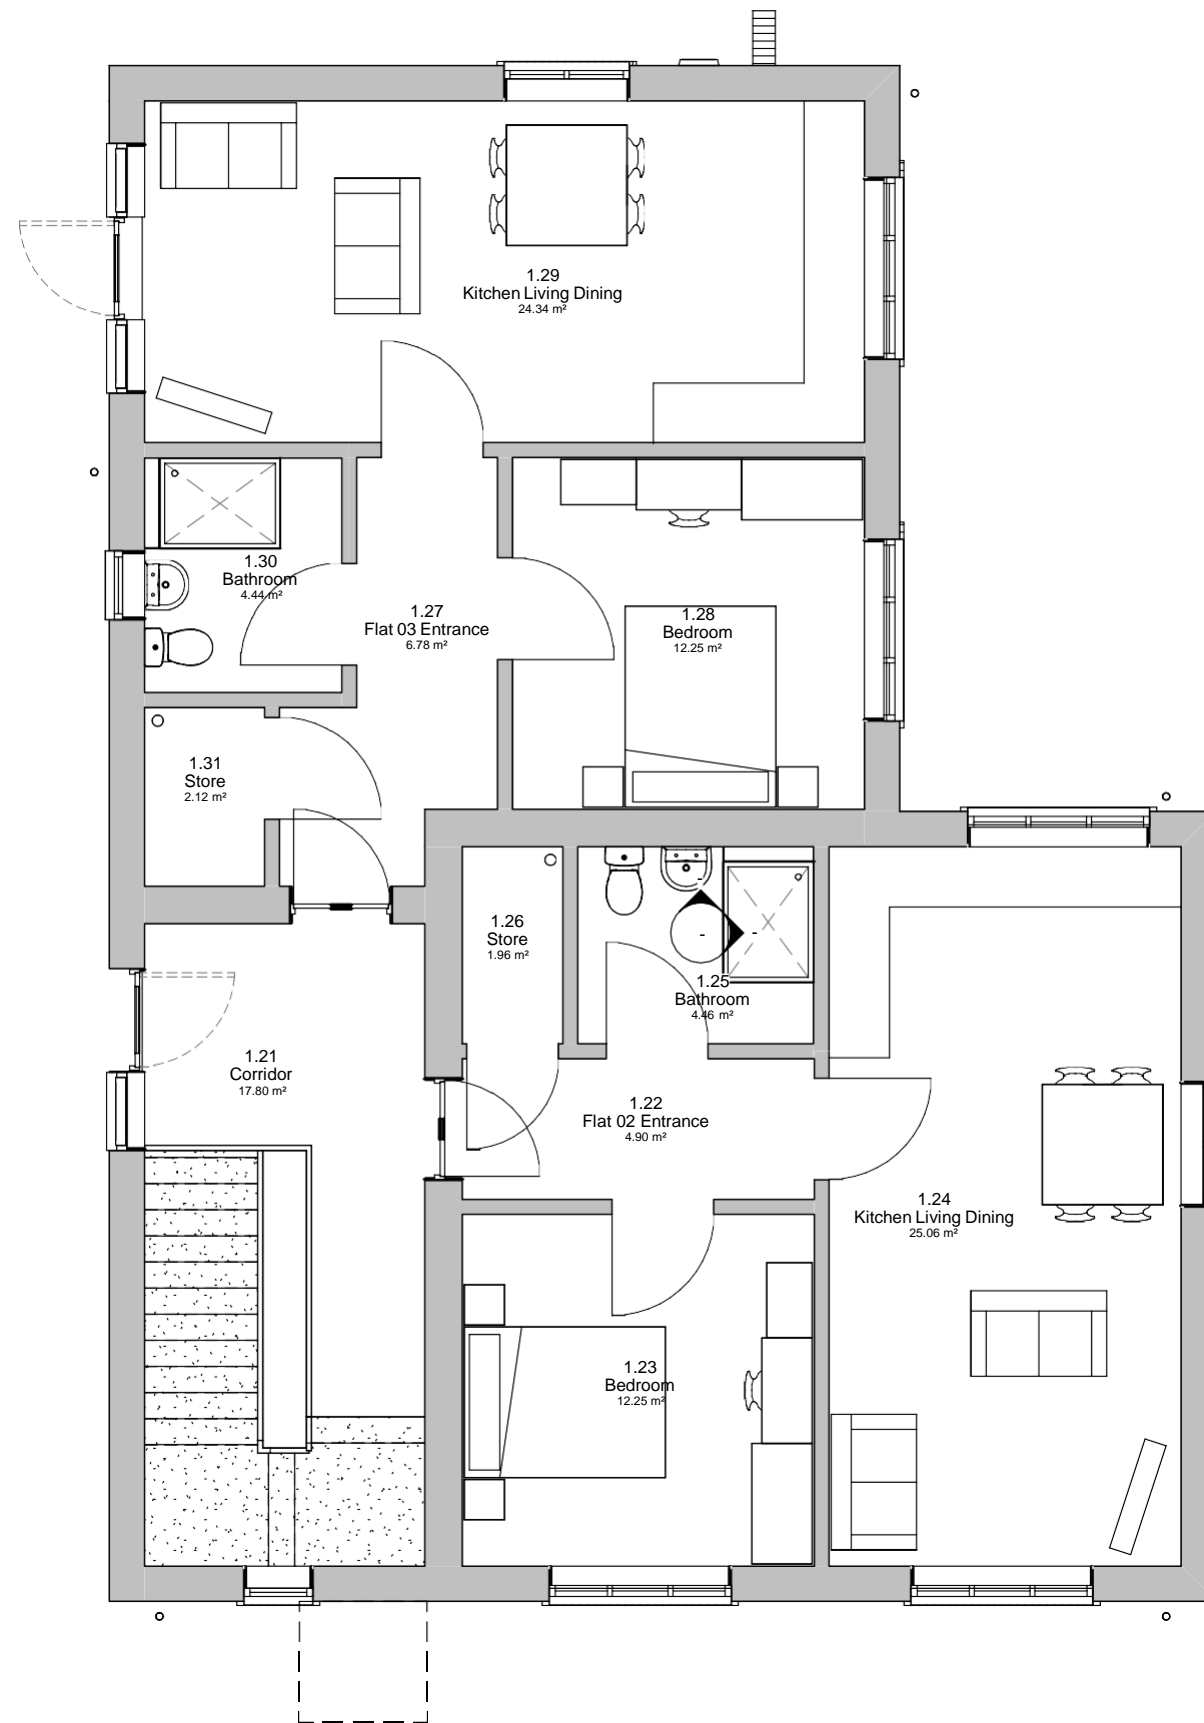 1.29
Kitchen Living Dining
24.34 m²
1.30
Bathroom
4.44 m²
1.27
Flat 03 Entrance
6.78 m²
1.28
Bedroom
12.25 m²
1.31
Store
2.12 m²
1.26
Store
1.96 m²
1.25
Bathroom
4.46 m²
1.21
Corridor
17.80 m²
1.22
Flat 02 Entrance
4.90 m²
1.24
Kitchen Living Dining
25.06 m²
1.23
Bedroom
12.25 m²